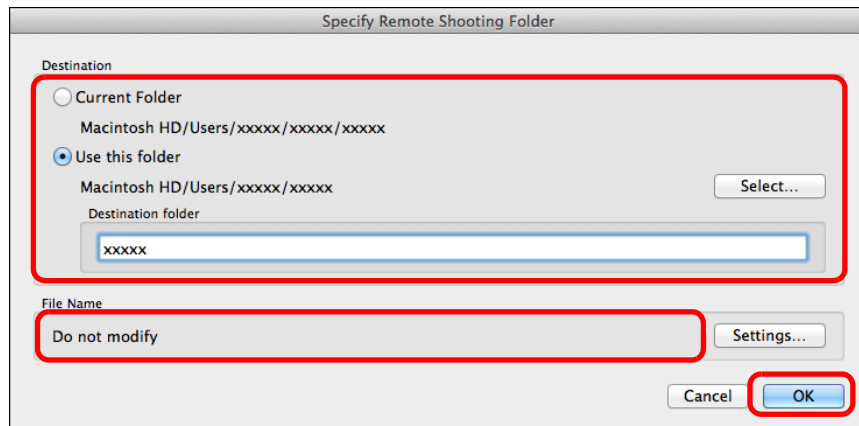 Specify Remote Shooting Folder
Destination
Current Folder
Macintosh HD/Users/xxxxx/xxxxx/xxxxx
Use this folder
Macintosh HD/Users/xxxxx/xxxxx
Select...
Destination folder
xxxxx
File Name
Do not modify
Settings...
Cancel
OK